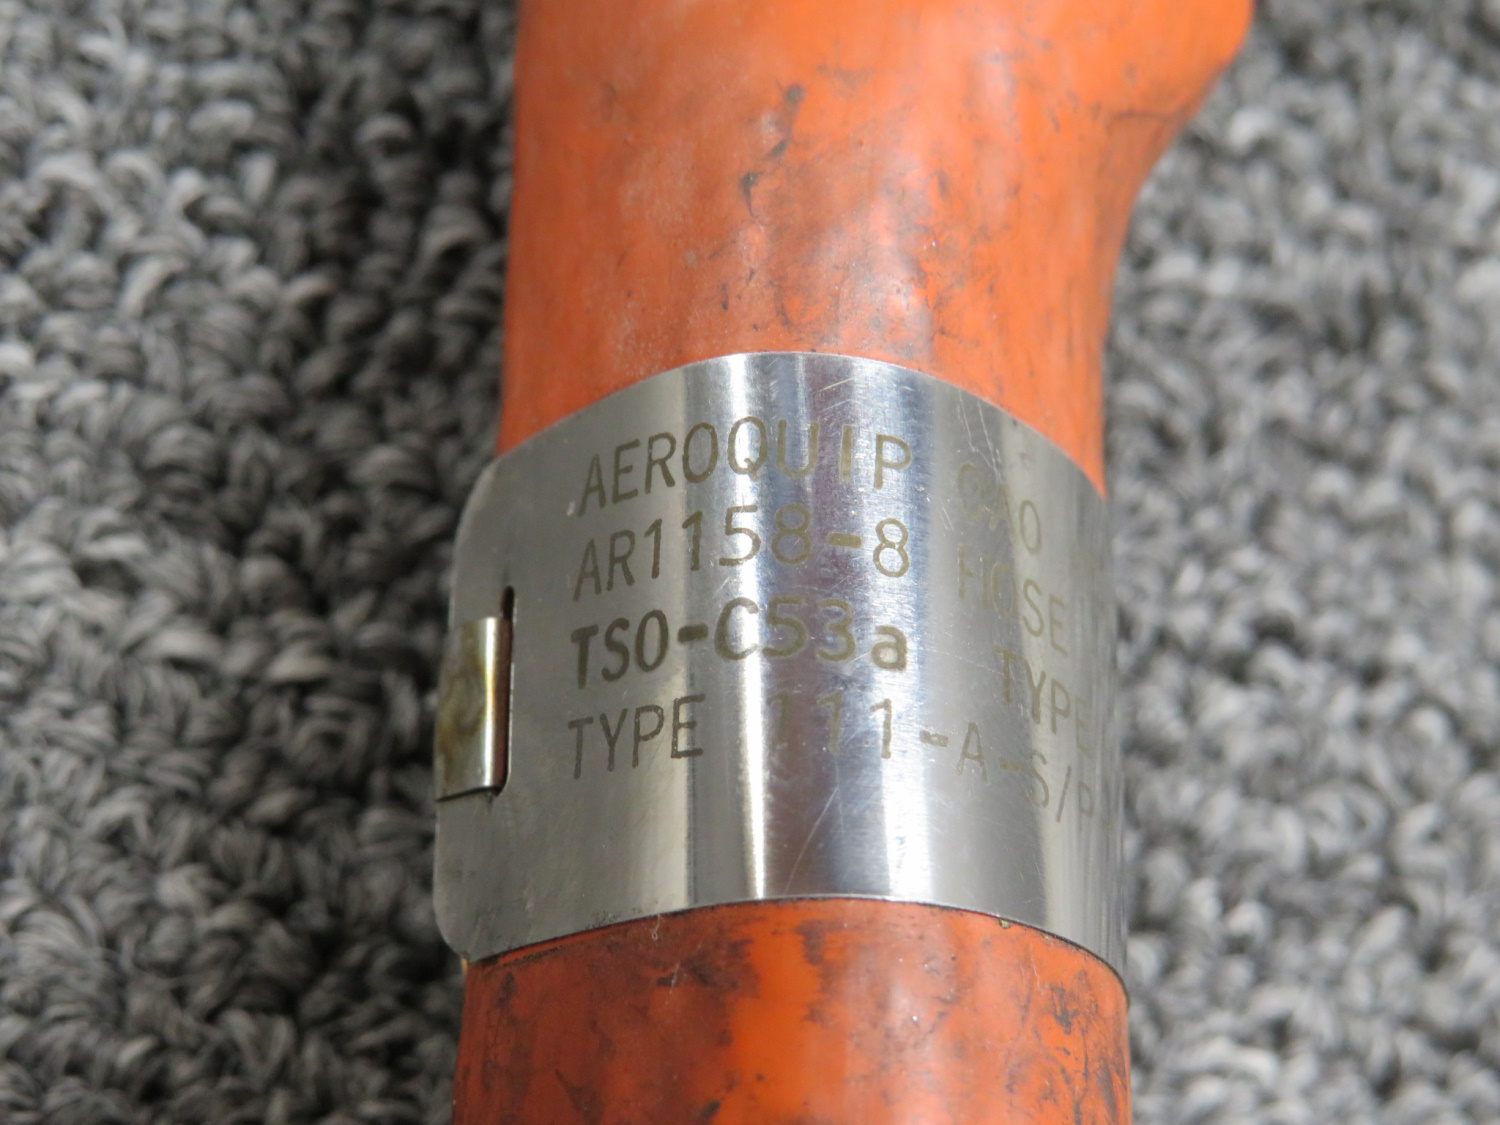 AEROQUIP
AR1158-8 HOSE
TSO-C53a TYPE
TYPE 111-A-S/P